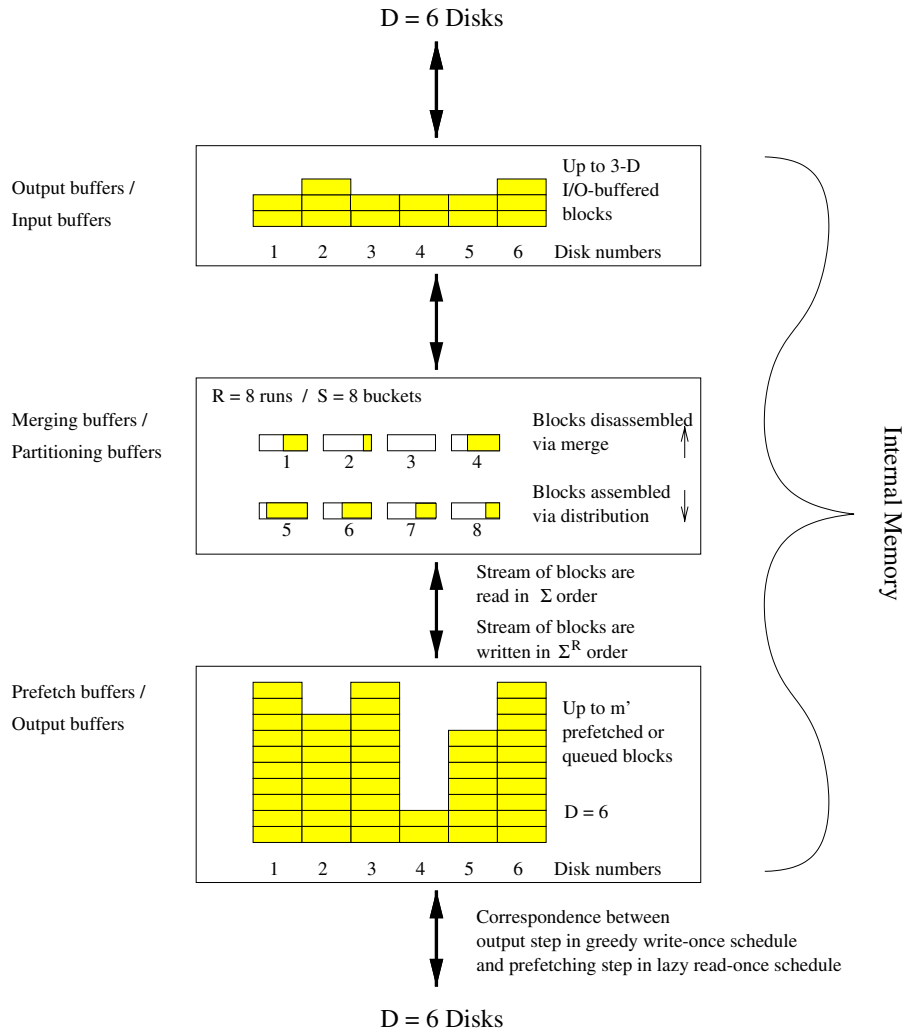 D = 6 Disks
Output buffers /
Input buffers
Up to 3-D
I/O-buffered
blocks
1 2 3 4 5 6 Disk numbers
Merging buffers /
Partitioning buffers
R = 8 runs / S = 8 buckets
Blocks disassembled
via merge
1 2 3 4
Blocks assembled
via distribution
5 6 7 8
Internal Memory
Stream of blocks are
read in Σ order
Stream of blocks are
written in Σ^R order
Prefetch buffers /
Output buffers
Up to m'
prefetched or
queued blocks
D = 6
1 2 3 4 5 6 Disk numbers
Correspondence between
output step in greedy write-once schedule
and prefetching step in lazy read-once schedule
D = 6 Disks